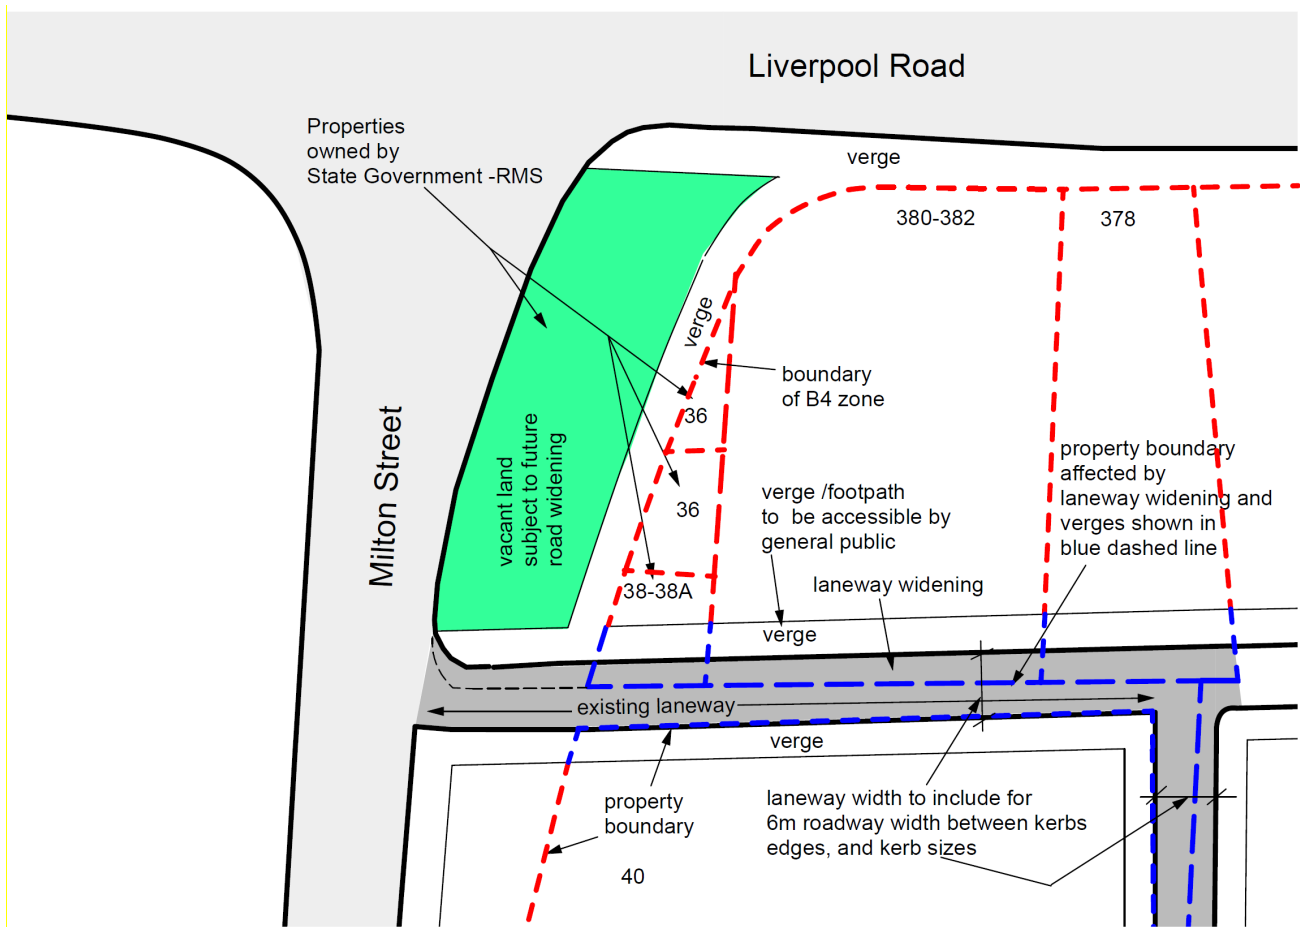 Liverpool Road
Properties
owned by
State Government -RMS
verge
380-382
378
verge
boundary
of B4 zone
36
Milton Street
vacant land
subject to future
road widening
property boundary
affected by
laneway widening and
verges shown in
blue dashed line
verge /footpath
to be accessible by
general public
36
38-38A
laneway widening
verge
existing laneway
verge
property
boundary
laneway width to include for
6m roadway width between kerbs
edges, and kerb sizes
40